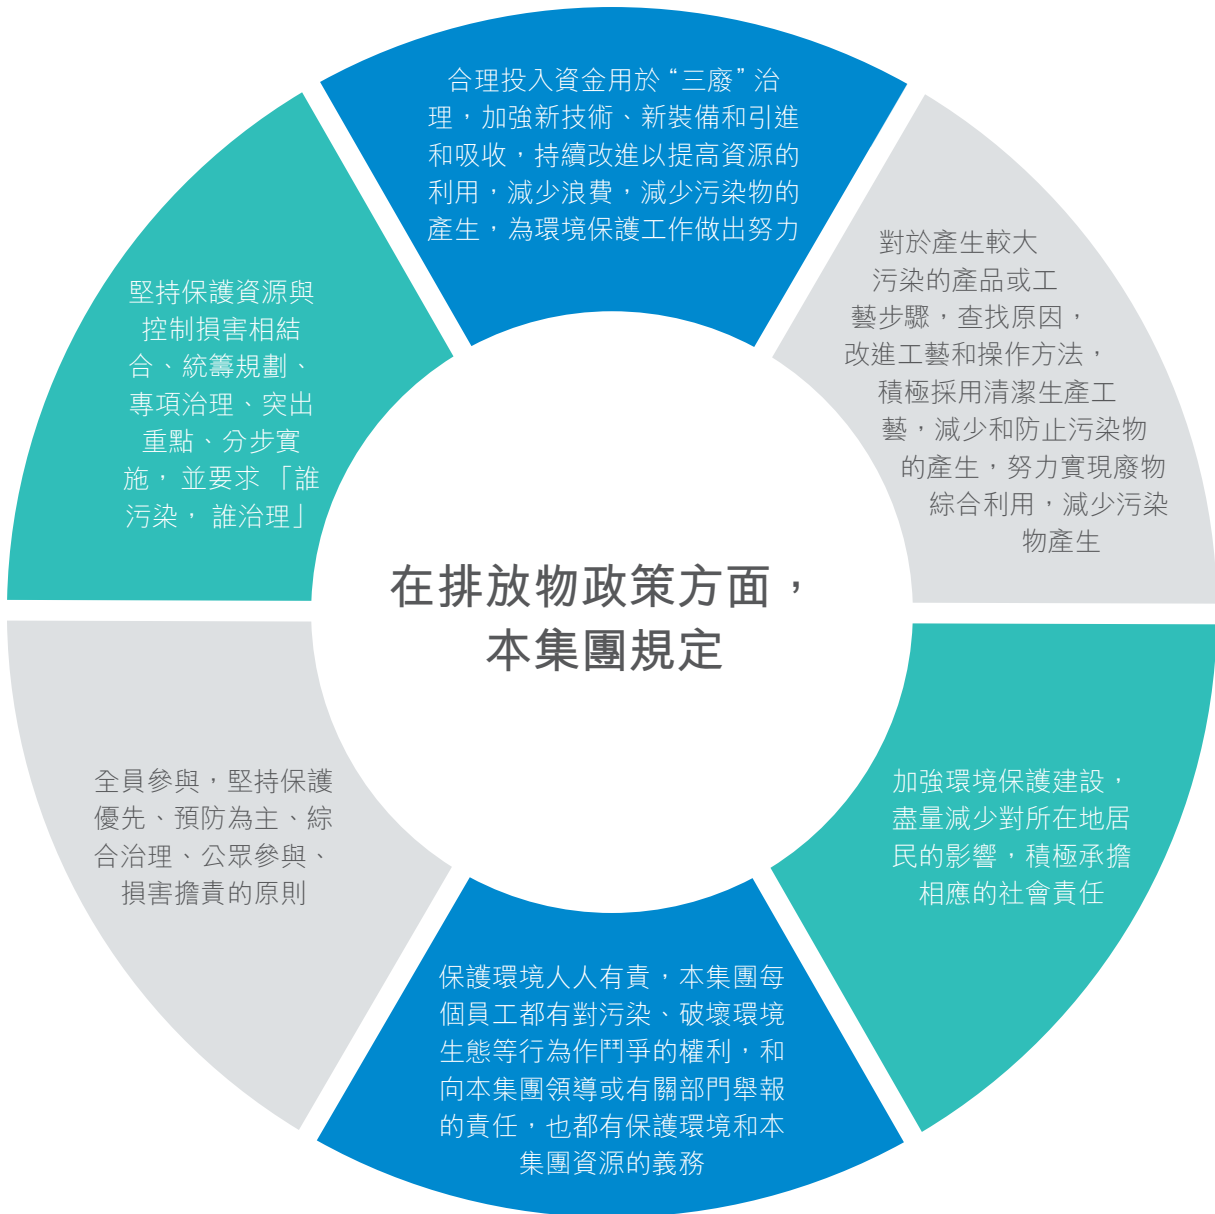 合理投入資金用於 “三廢” 治
理，加強新技術、新裝備和引進
和吸收，持續改進以提高資源的
利用，減少浪費，減少污染物的
產生，為環境保護工作做出努力
對於產生較大
污染的產品或工
藝步驟，查找原因，
改進工藝和操作方法，
積極採用清潔生產工
藝，減少和防止污染物
的產生，努力實現廢物
綜合利用，減少污染
物產生
加強環境保護建設，
盡量減少對所在地居
民的影響，積極承擔
相應的社會責任
保護環境人人有責，本集團每
個員工都有對污染、破壞環境
生態等行為作鬥爭的權利，和
向本集團領導或有關部門舉報
的責任，也都有保護環境和本
集團資源的義務
全員參與，堅持保護
優先、預防為主、綜
合治理、公眾參與、
損害擔責的原則
堅持保護資源與
控制損害相結
合、統籌規劃、
專項治理、突出
重點、分步實
施， 並要求 「誰
污染， 誰治理」
在排放物政策方面，
本集團規定